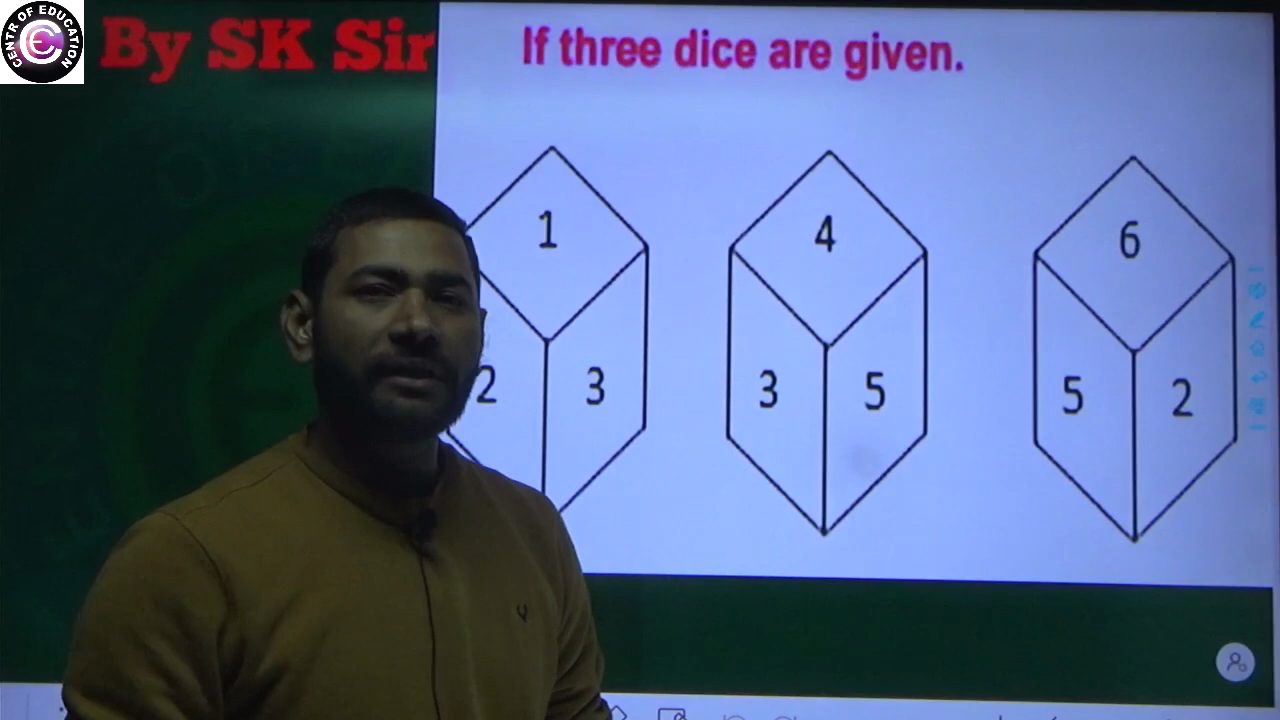 CENTR OF EDUCATION
By SK Sir
If three dice are given.
1 4 6
2 3 3 5 5 2